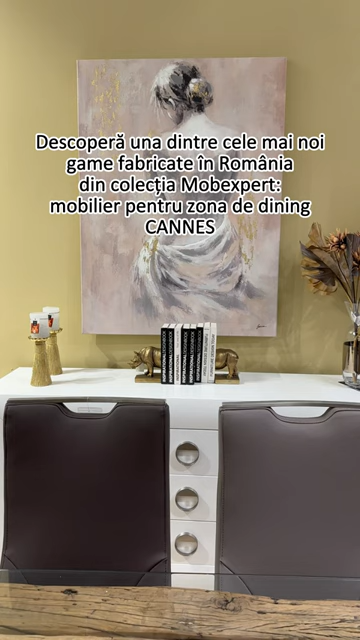 Descoperă una dintre cele mai noi
game fabricate în România
din colecția Mobexpert:
mobilier pentru zona de dining
CANNES